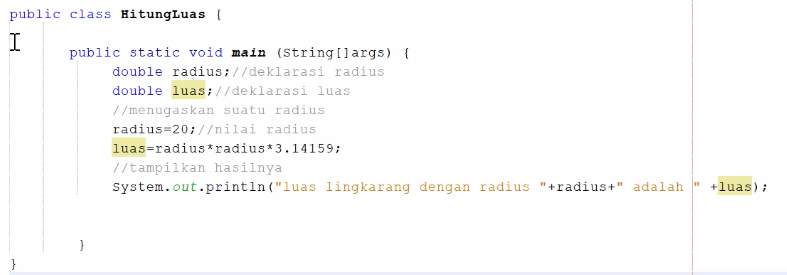 public class HitungLuas {
public static void main (String[]args) {
double radius;//deklarasi radius
double luas;//deklarasi luas
//menugaskan suatu radius
radius=20;//nilai radius
luas=radius*radius*3.14159;
//tampilkan hasilnya
System.out.println("luas lingkarang dengan radius "+radius+" adalah " +luas);
}
}